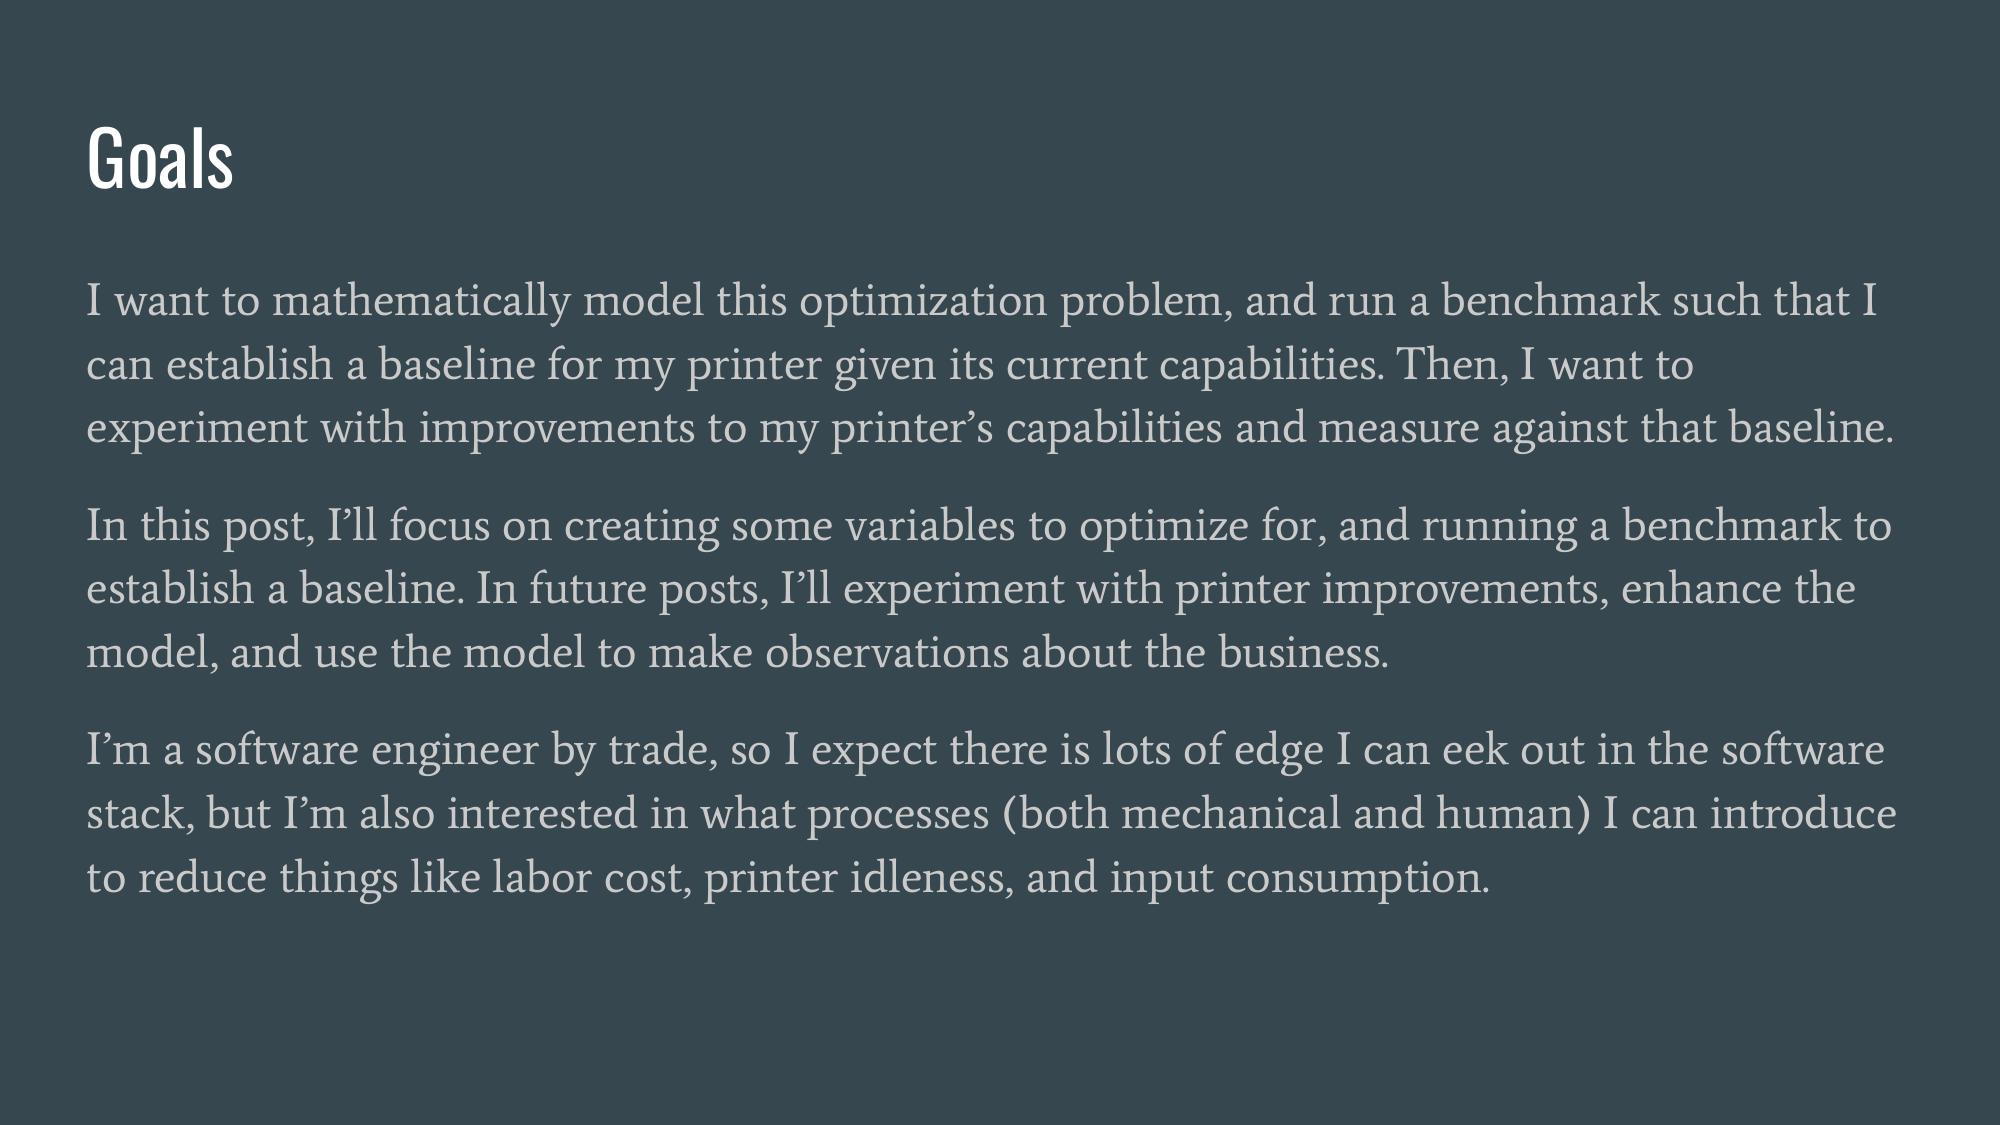 Goals
I want to mathematically model this optimization problem, and run a benchmark such that I
can establish a baseline for my printer given its current capabilities. Then, I want to
experiment with improvements to my printer’s capabilities and measure against that baseline.
In this post, I’ll focus on creating some variables to optimize for, and running a benchmark to
establish a baseline. In future posts, I’ll experiment with printer improvements, enhance the
model, and use the model to make observations about the business.
I’m a software engineer by trade, so I expect there is lots of edge I can eek out in the software
stack, but I’m also interested in what processes (both mechanical and human) I can introduce
to reduce things like labor cost, printer idleness, and input consumption.